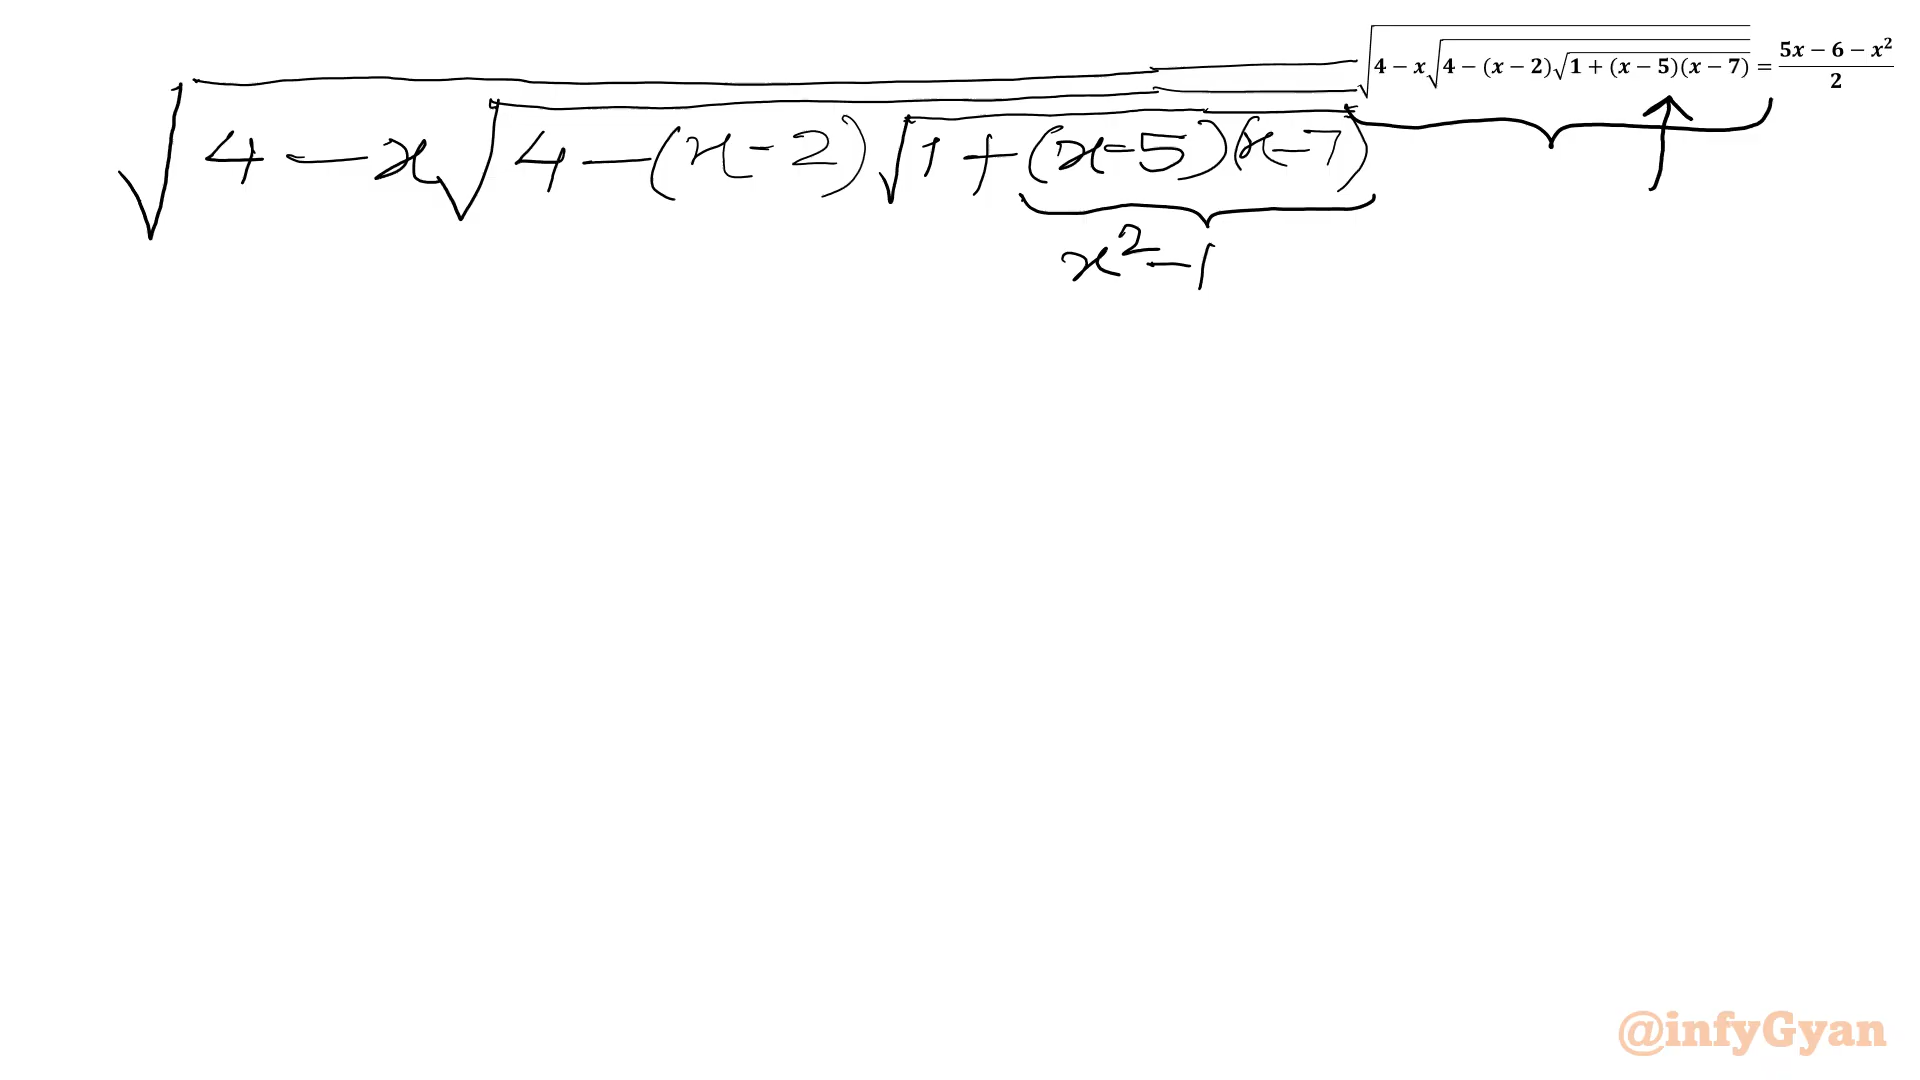 √(4 − x√(4 − (x − 2)√(1 + (x − 5)(x − 7)))) = (5x − 6 − x²)/2
√(4 − x√(4 − (x − 2)√(1 + (x − 5)(x − 7))))
x² − 1
@infyGyan